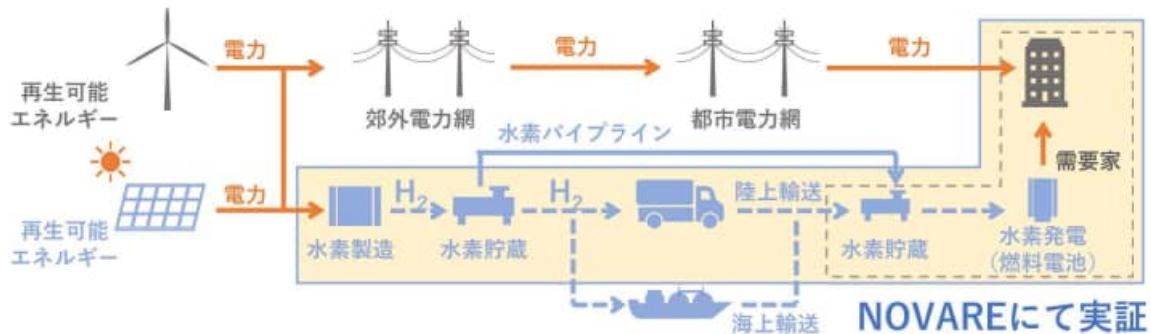 電力
電力
電力
再生可能
エネルギー
郊外電力網
都市電力網
水素パイプライン
需要家
電力
H2
H2
陸上輸送
再生可能
エネルギー
水素製造
水素貯蔵
水素貯蔵
水素発電
(燃料電池)
海上輸送
NOVAREにて実証